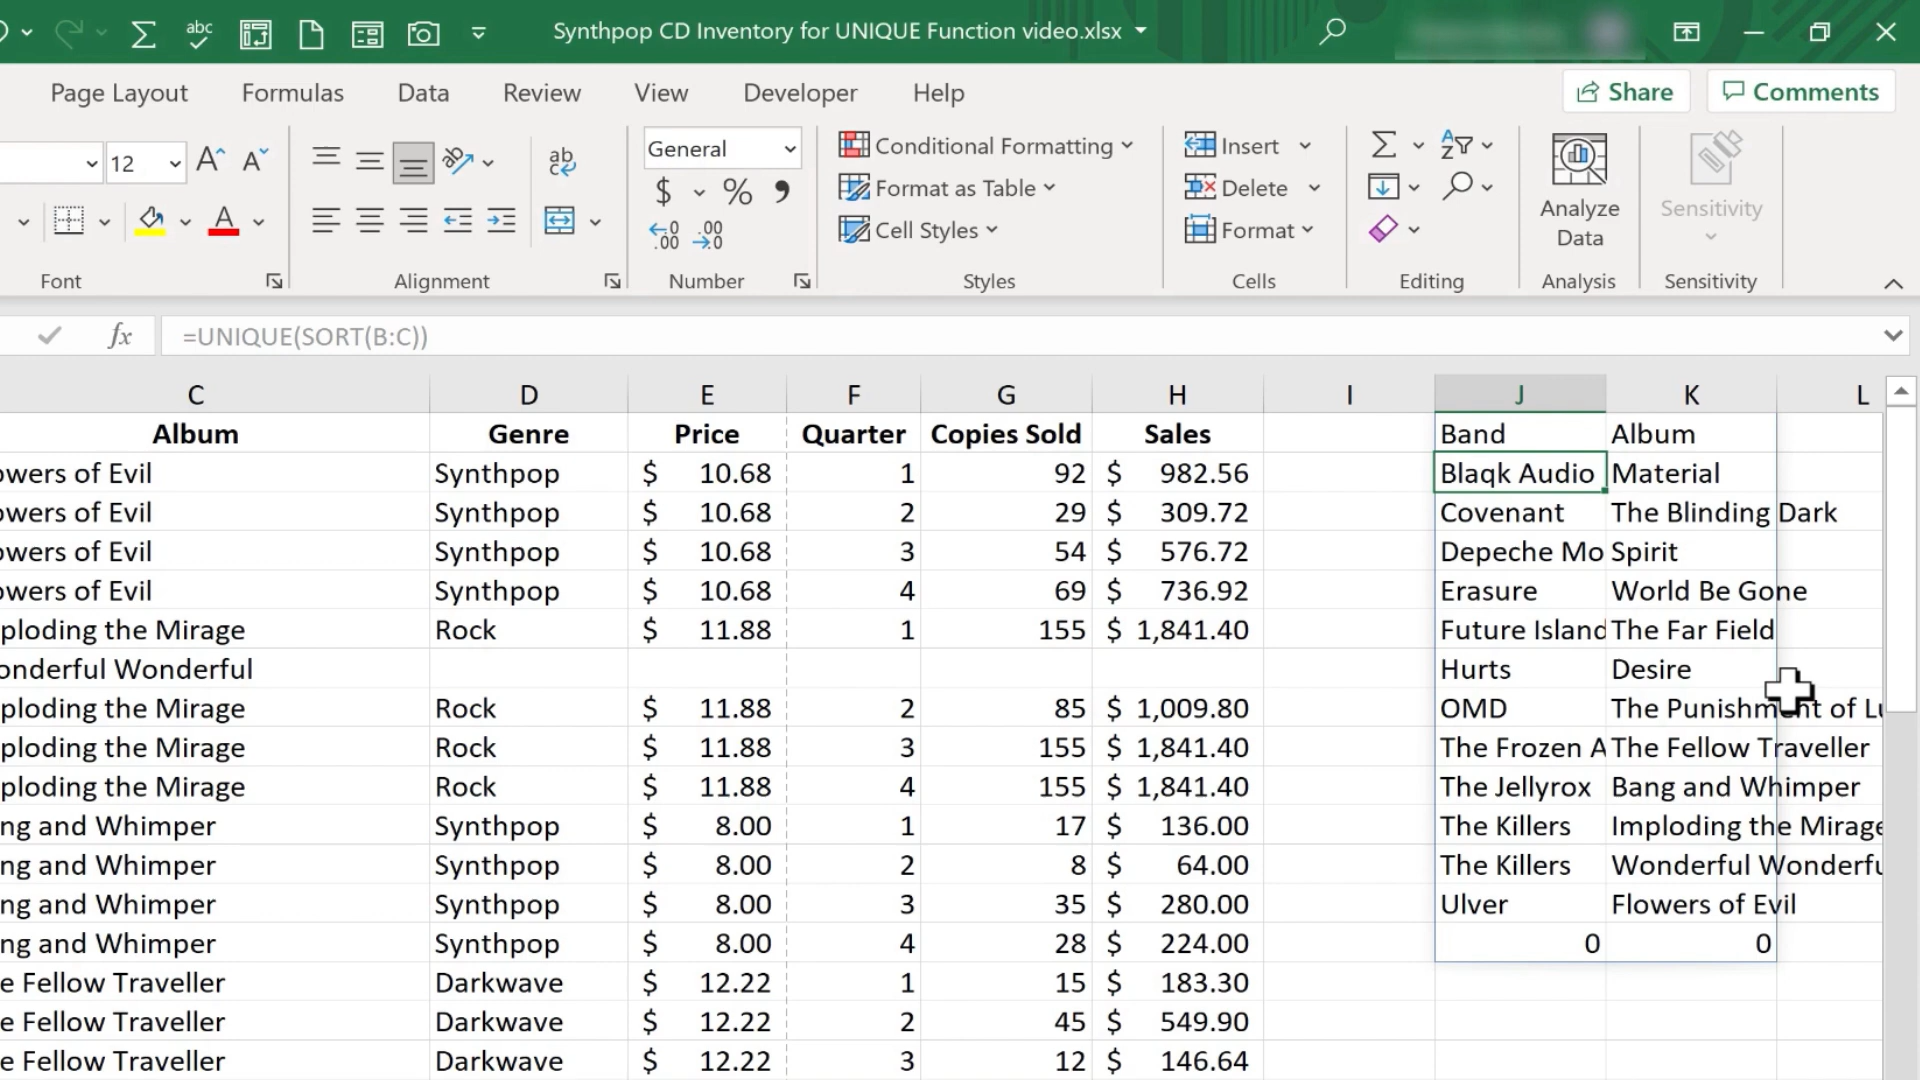 abc
Synthpop CD Inventory for UNIQUE Function video.xlsx
Page Layout Formulas Data Review View Developer Help Share Comments
12 A A ab General Conditional Formatting Insert Σ AZ Analyze Data Sensitivity
ab c $ % , Format as Table Delete
A .00 .00 Cell Styles Format
Font Alignment Number Styles Cells Editing Analysis Sensitivity
fx =UNIQUE(SORT(B:C))
C D E F G H I J K L
Album Genre Price Quarter Copies Sold Sales Band Album
owers of Evil Synthpop $ 10.68 1 92 $ 982.56 Blaqk Audio Material
owers of Evil Synthpop $ 10.68 2 29 $ 309.72 Covenant The Blinding Dark
owers of Evil Synthpop $ 10.68 3 54 $ 576.72 Depeche Mo Spirit
owers of Evil Synthpop $ 10.68 4 69 $ 736.92 Erasure World Be Gone
ploding the Mirage Rock $ 11.88 1 155 $ 1,841.40 Future Island The Far Field
onderful Wonderful Hurts Desire
ploding the Mirage Rock $ 11.88 2 85 $ 1,009.80 OMD The Punishment of Lu
ploding the Mirage Rock $ 11.88 3 155 $ 1,841.40 The Frozen A The Fellow Traveller
ploding the Mirage Rock $ 11.88 4 155 $ 1,841.40 The Jellyrox Bang and Whimper
ng and Whimper Synthpop $ 8.00 1 17 $ 136.00 The Killers Imploding the Mirage
ng and Whimper Synthpop $ 8.00 2 8 $ 64.00 The Killers Wonderful Wonderfu
ng and Whimper Synthpop $ 8.00 3 35 $ 280.00 Ulver Flowers of Evil
ng and Whimper Synthpop $ 8.00 4 28 $ 224.00 0 0
e Fellow Traveller Darkwave $ 12.22 1 15 $ 183.30
e Fellow Traveller Darkwave $ 12.22 2 45 $ 549.90
e Fellow Traveller Darkwave $ 12.22 3 12 $ 146.64